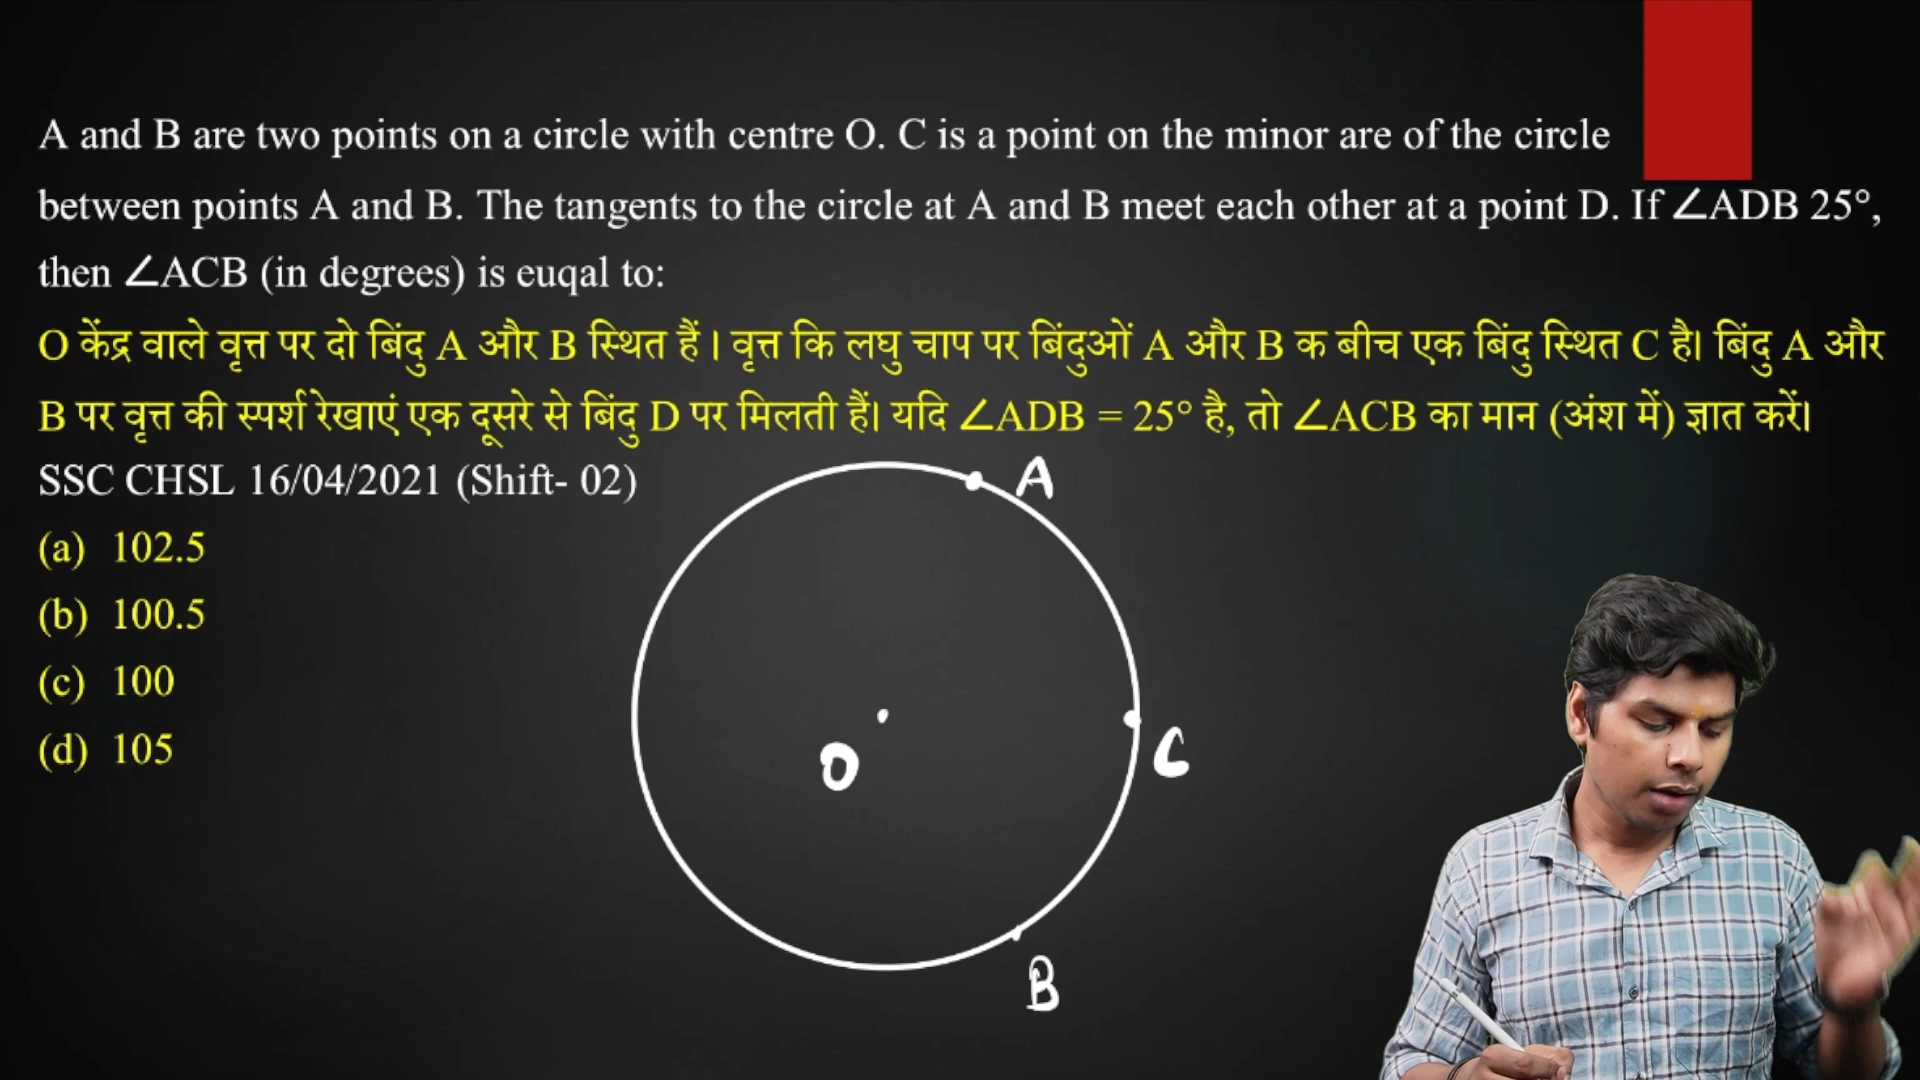 A and B are two points on a circle with centre O. C is a point on the minor are of the circle
between points A and B. The tangents to the circle at A and B meet each other at a point D. If ∠ADB 25°,
then ∠ACB (in degrees) is euqal to:
O केंद्र वाले वृत्त पर दो बिंदु A और B स्थित हैं। वृत्त कि लघु चाप पर बिंदुओं A और B क बीच एक बिंदु स्थित C है। बिंदु A और
B पर वृत्त की स्पर्श रेखाएं एक दूसरे से बिंदु D पर मिलती हैं। यदि ∠ADB = 25° है, तो ∠ACB का मान (अंश में) ज्ञात करें।
SSC CHSL 16/04/2021 (Shift- 02)
(a) 102.5
(b) 100.5
(c) 100
(d) 105
A
O
C
B